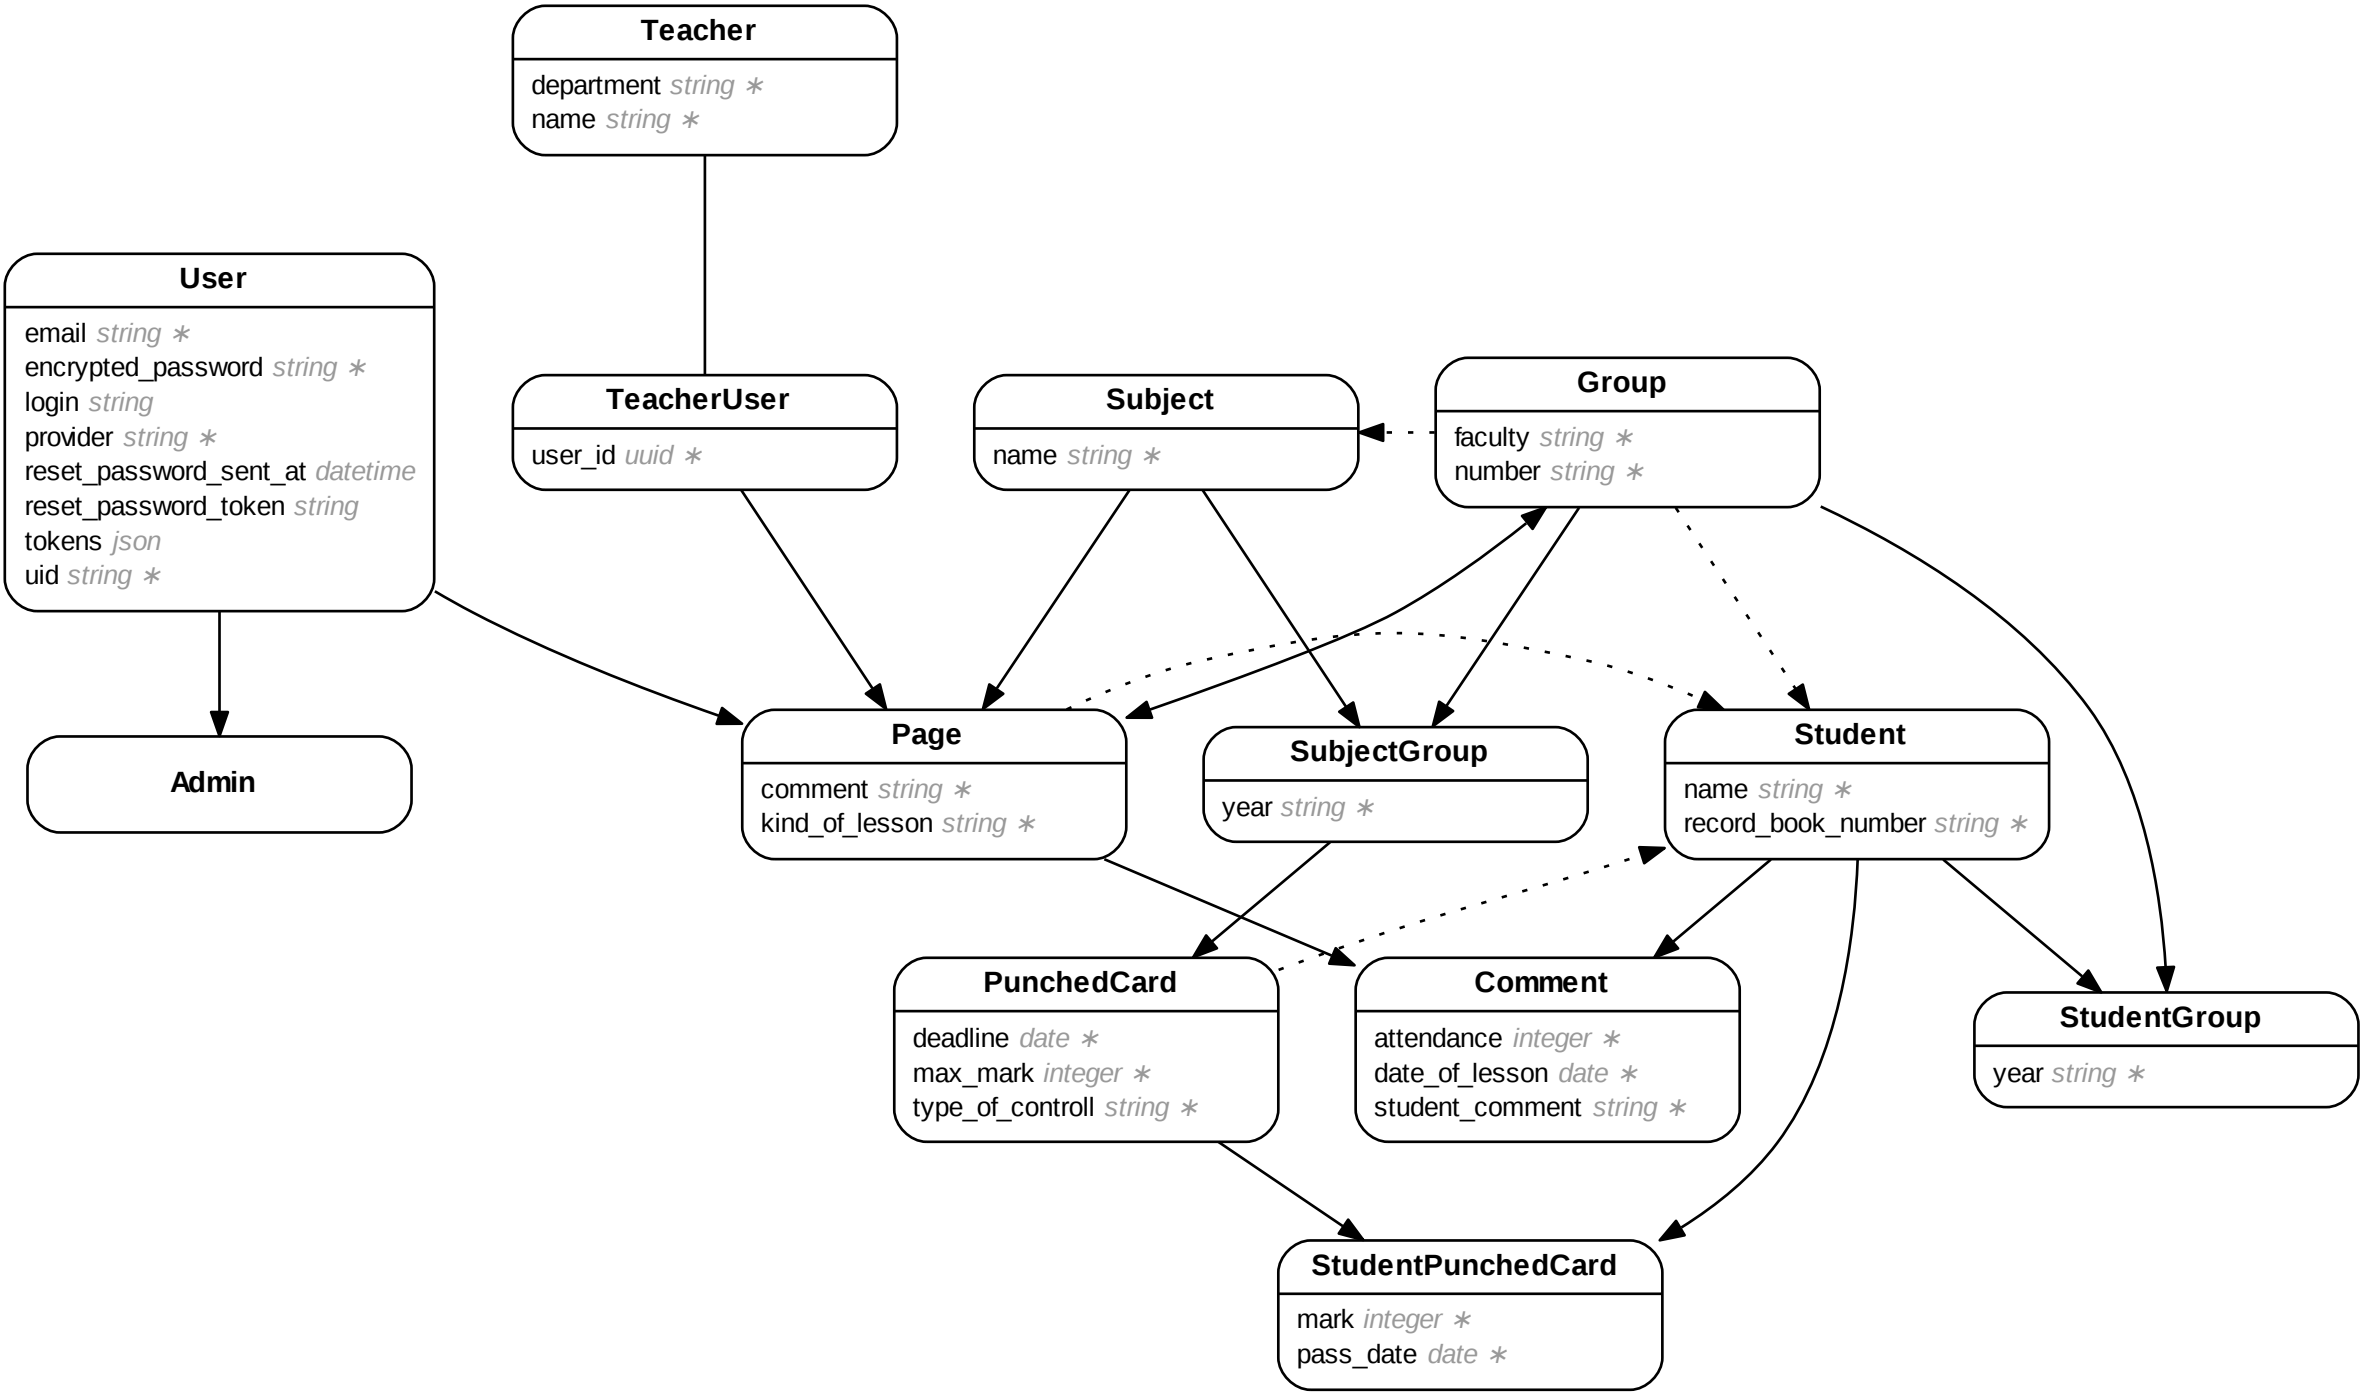 Teacher
department string ∗
name string ∗
User
email string ∗
encrypted_password string ∗
login string
provider string ∗
reset_password_sent_at datetime
reset_password_token string
tokens json
uid string ∗
TeacherUser
user_id uuid ∗
Subject
name string ∗
Group
faculty string ∗
number string ∗
Admin
Page
comment string ∗
kind_of_lesson string ∗
SubjectGroup
year string ∗
Student
name string ∗
record_book_number string ∗
PunchedCard
deadline date ∗
max_mark integer ∗
type_of_controll string ∗
Comment
attendance integer ∗
date_of_lesson date ∗
student_comment string ∗
StudentGroup
year string ∗
StudentPunchedCard
mark integer ∗
pass_date date ∗